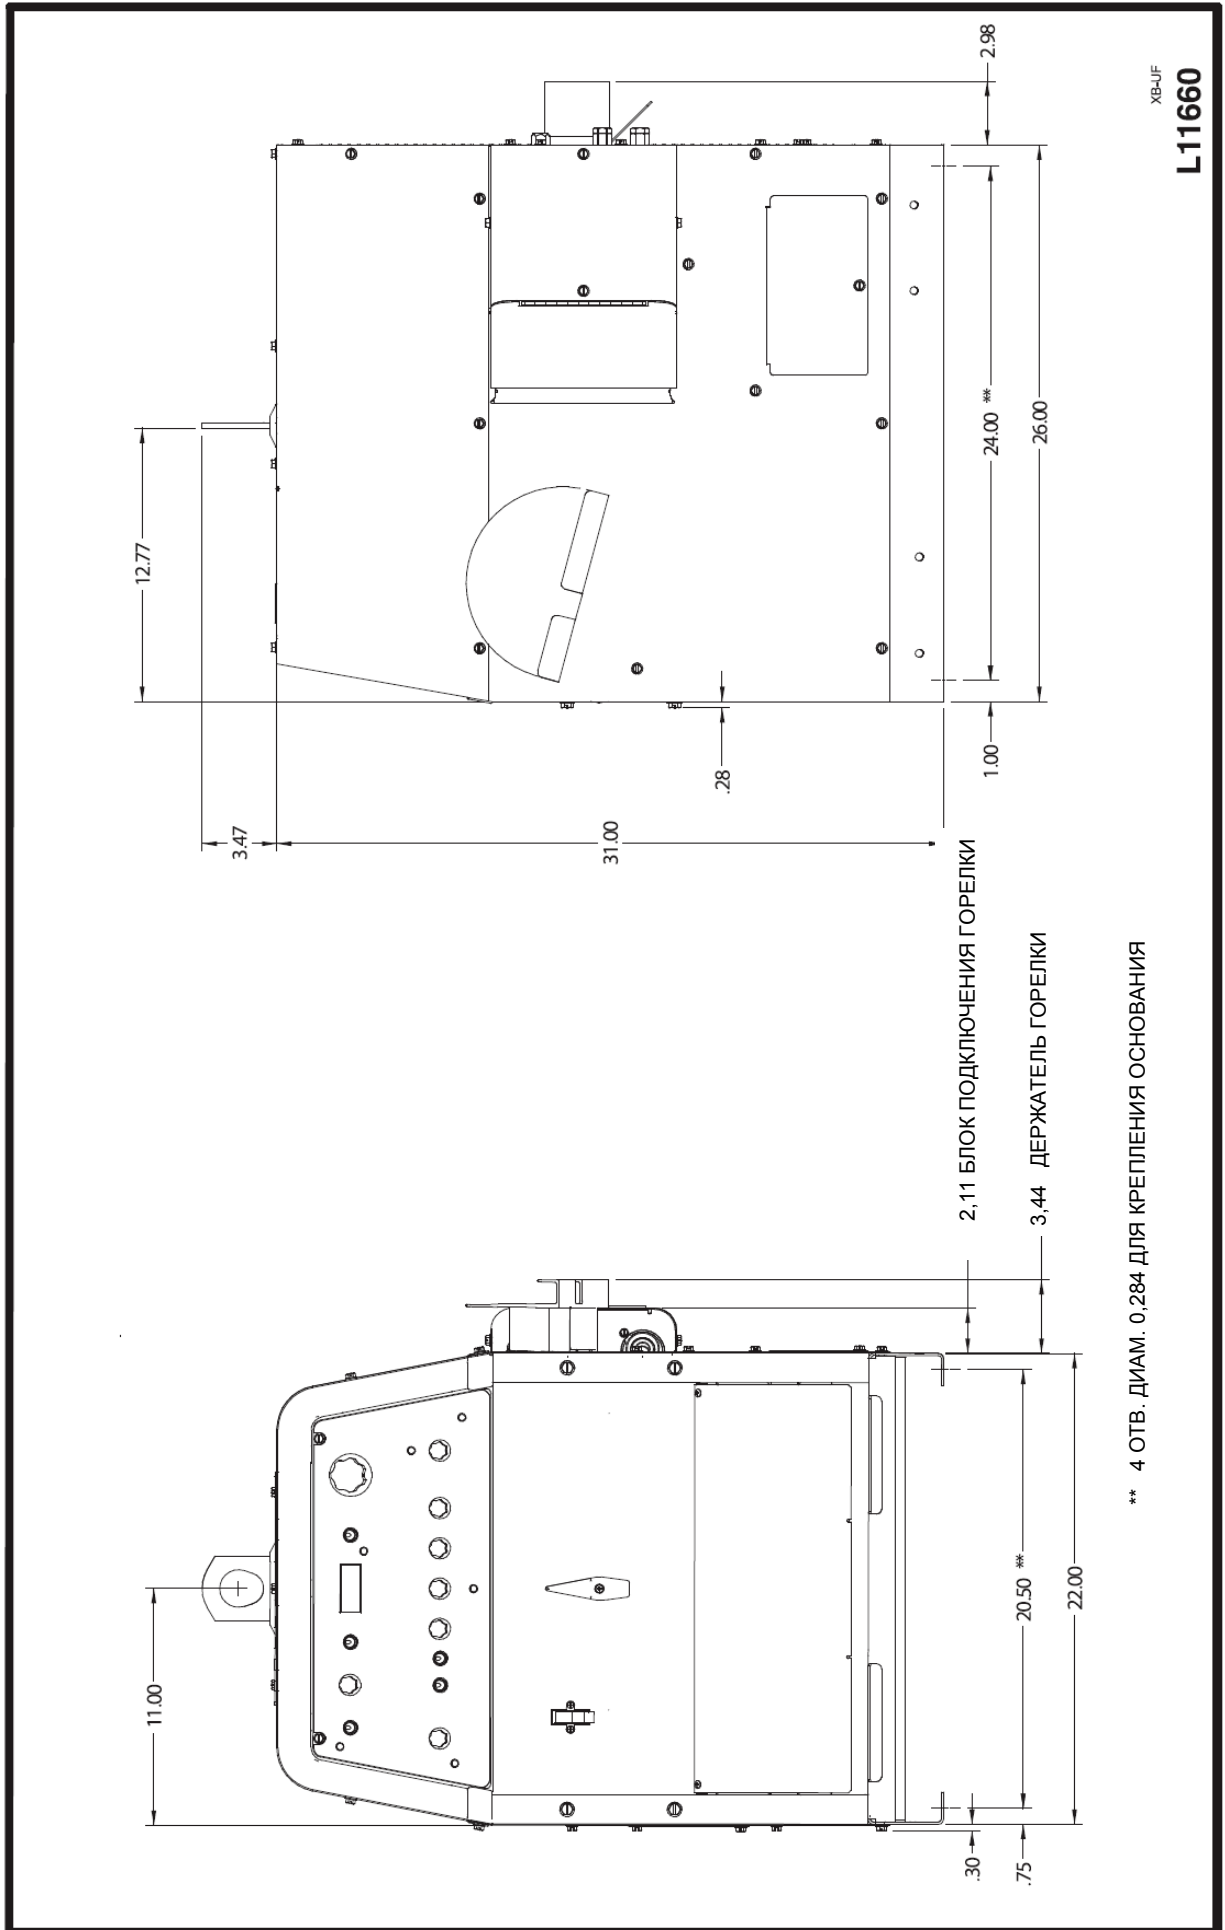 11.00
.30
.75
20.50 **
22.00
2,11 БЛОК ПОДКЛЮЧЕНИЯ ГОРЕЛКИ
3,44 ДЕРЖАТЕЛЬ ГОРЕЛКИ
** 4 ОТВ. ДИАМ. 0,284 ДЛЯ КРЕПЛЕНИЯ ОСНОВАНИЯ
12.77
3.47
31.00
.28
1.00
24.00 **
26.00
2.98
XB-UF
L11660